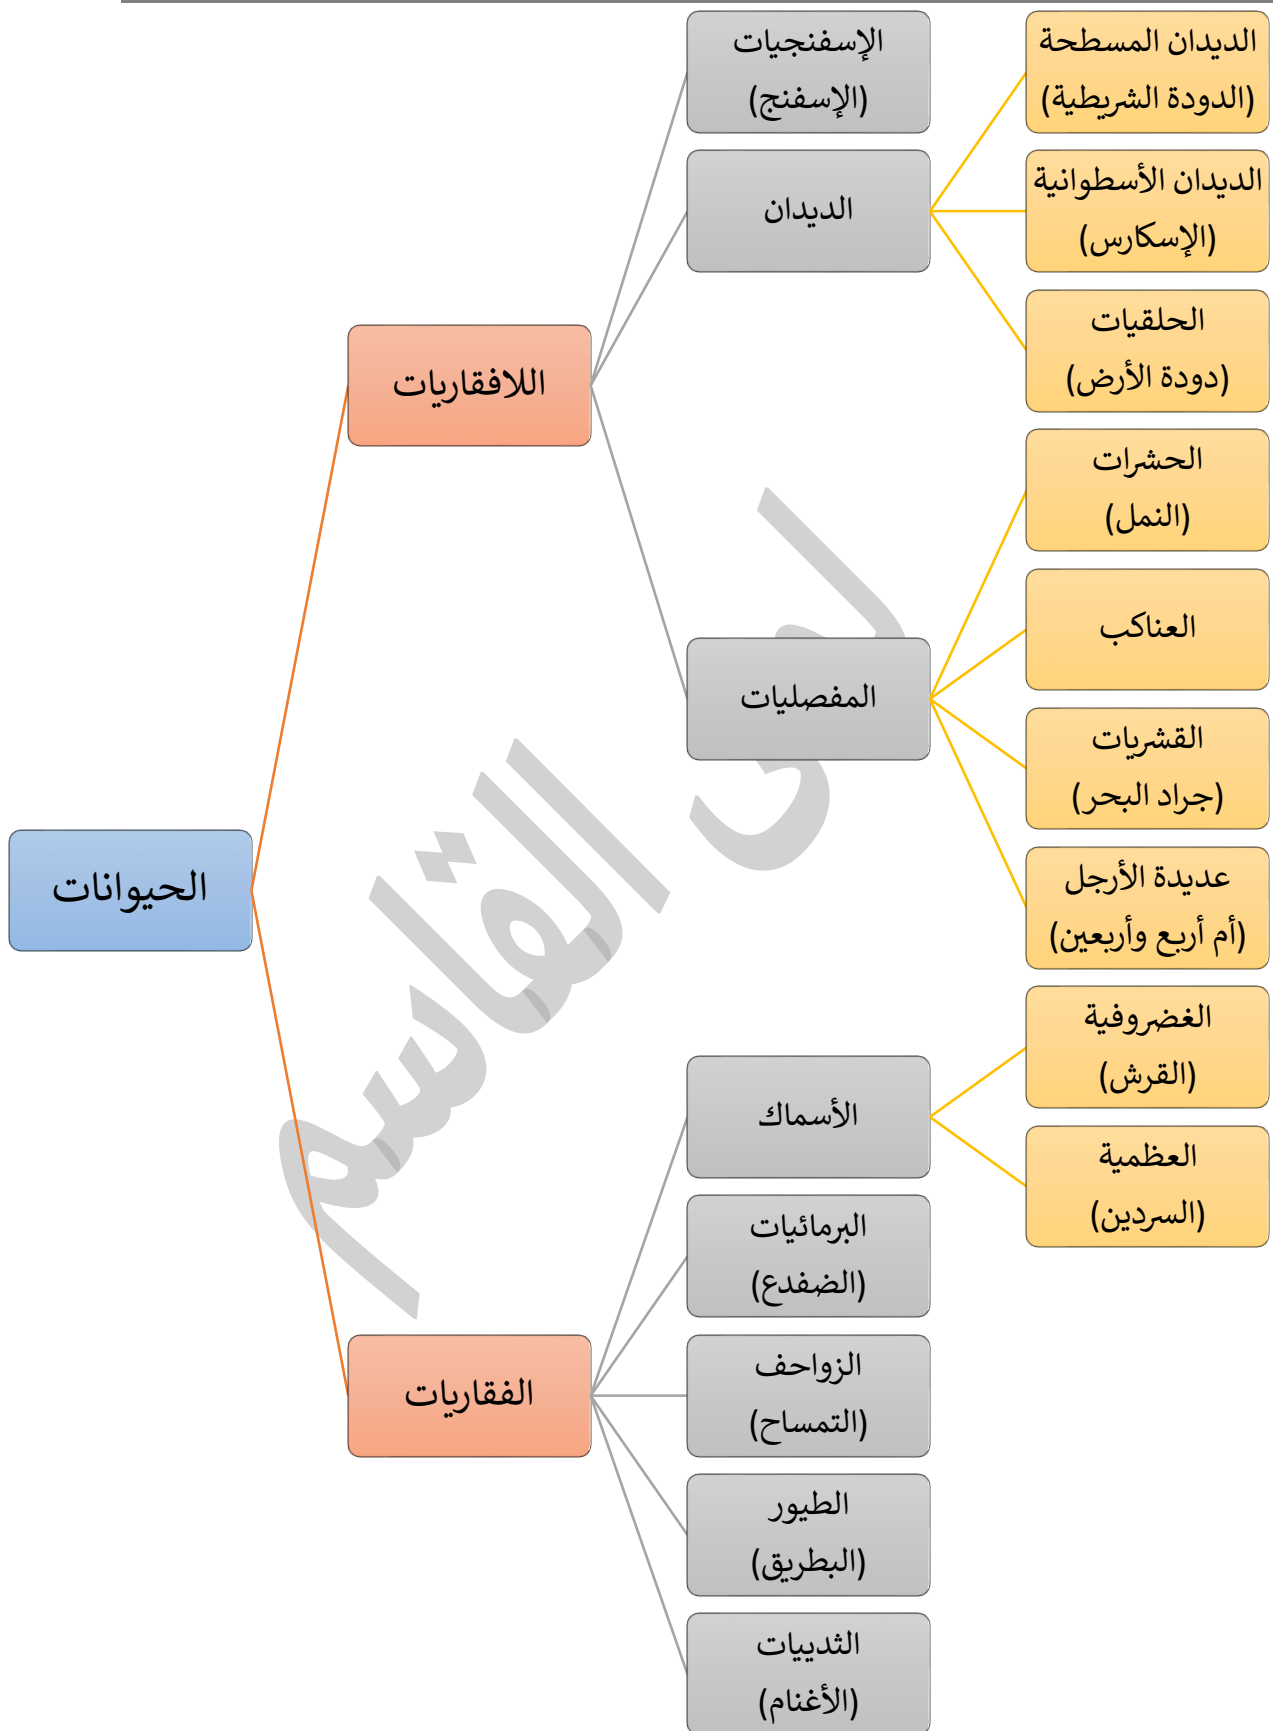 الحيوانات
اللافقاريات
الإسفنجيات
(الإسفنج)
الديدان
الديدان المسطحة
(الدودة الشريطية)
الديدان الأسطوانية
(الإسكارس)
الحلقيات
(دودة الأرض)
المفصليات
الحشرات
(النمل)
العناكب
القشريات
(جراد البحر)
عديدة الأرجل
(أم أربع وأربعين)
الفقاريات
الأسماك
الغضروفية
(القرش)
العظمية
(السردين)
البرمائيات
(الضفدع)
الزواحف
(التمساح)
الطيور
(البطريق)
الثدييات
(الأغنام)
القاسم